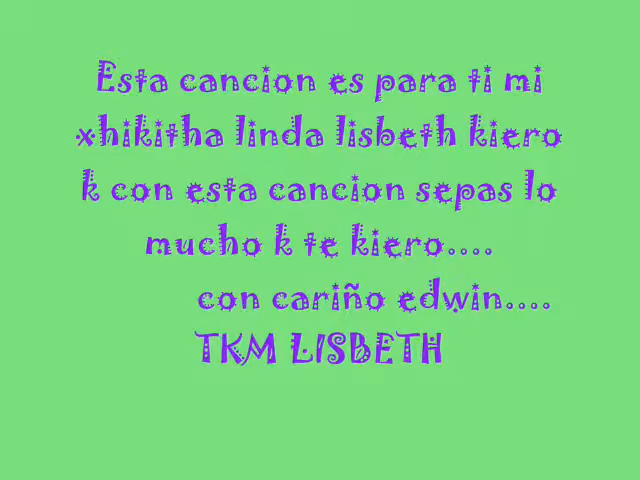 Esta cancion es para ti mi
xhikitha linda lisbeth kiero
k con esta cancion sepas lo
mucho k te kiero....
con cariño edwin....
TKM LISBETH